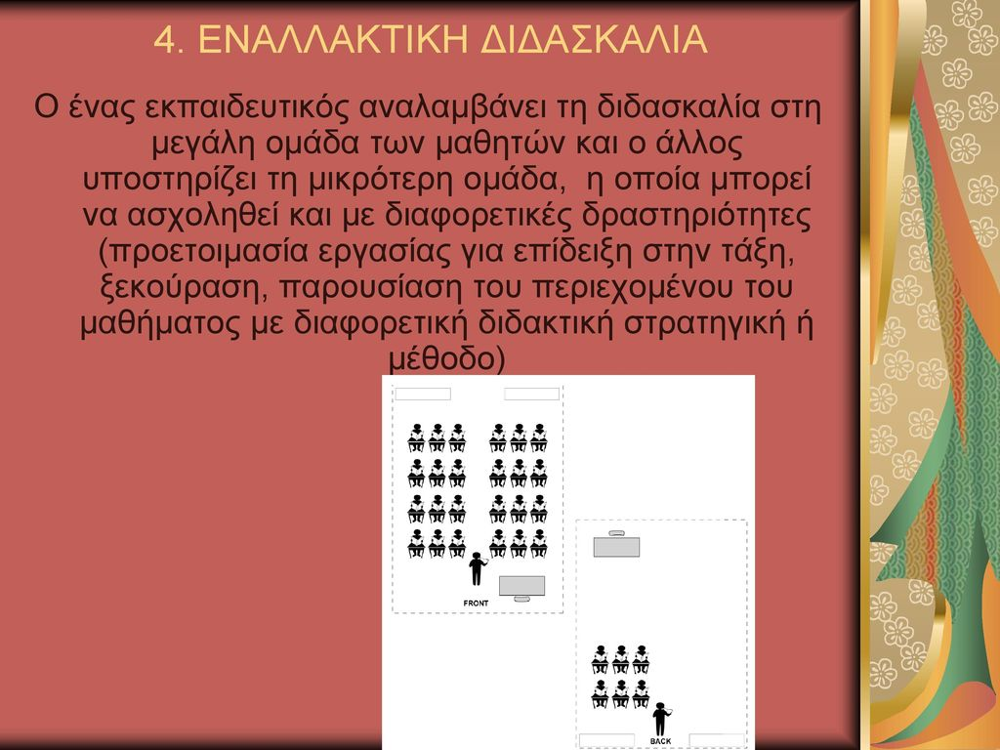 4. ΕΝΑΛΛΑΚΤΙΚΗ ΔΙΔΑΣΚΑΛΙΑ
Ο ένας εκπαιδευτικός αναλαμβάνει τη διδασκαλία στη
μεγάλη ομάδα των μαθητών και ο άλλος
υποστηρίζει τη μικρότερη ομάδα, η οποία μπορεί
να ασχοληθεί και με διαφορετικές δραστηριότητες
(προετοιμασία εργασίας για επίδειξη στην τάξη,
ξεκούραση, παρουσίαση του περιεχομένου του
μαθήματος με διαφορετική διδακτική στρατηγική ή
μέθοδο)
FRONT
BACK